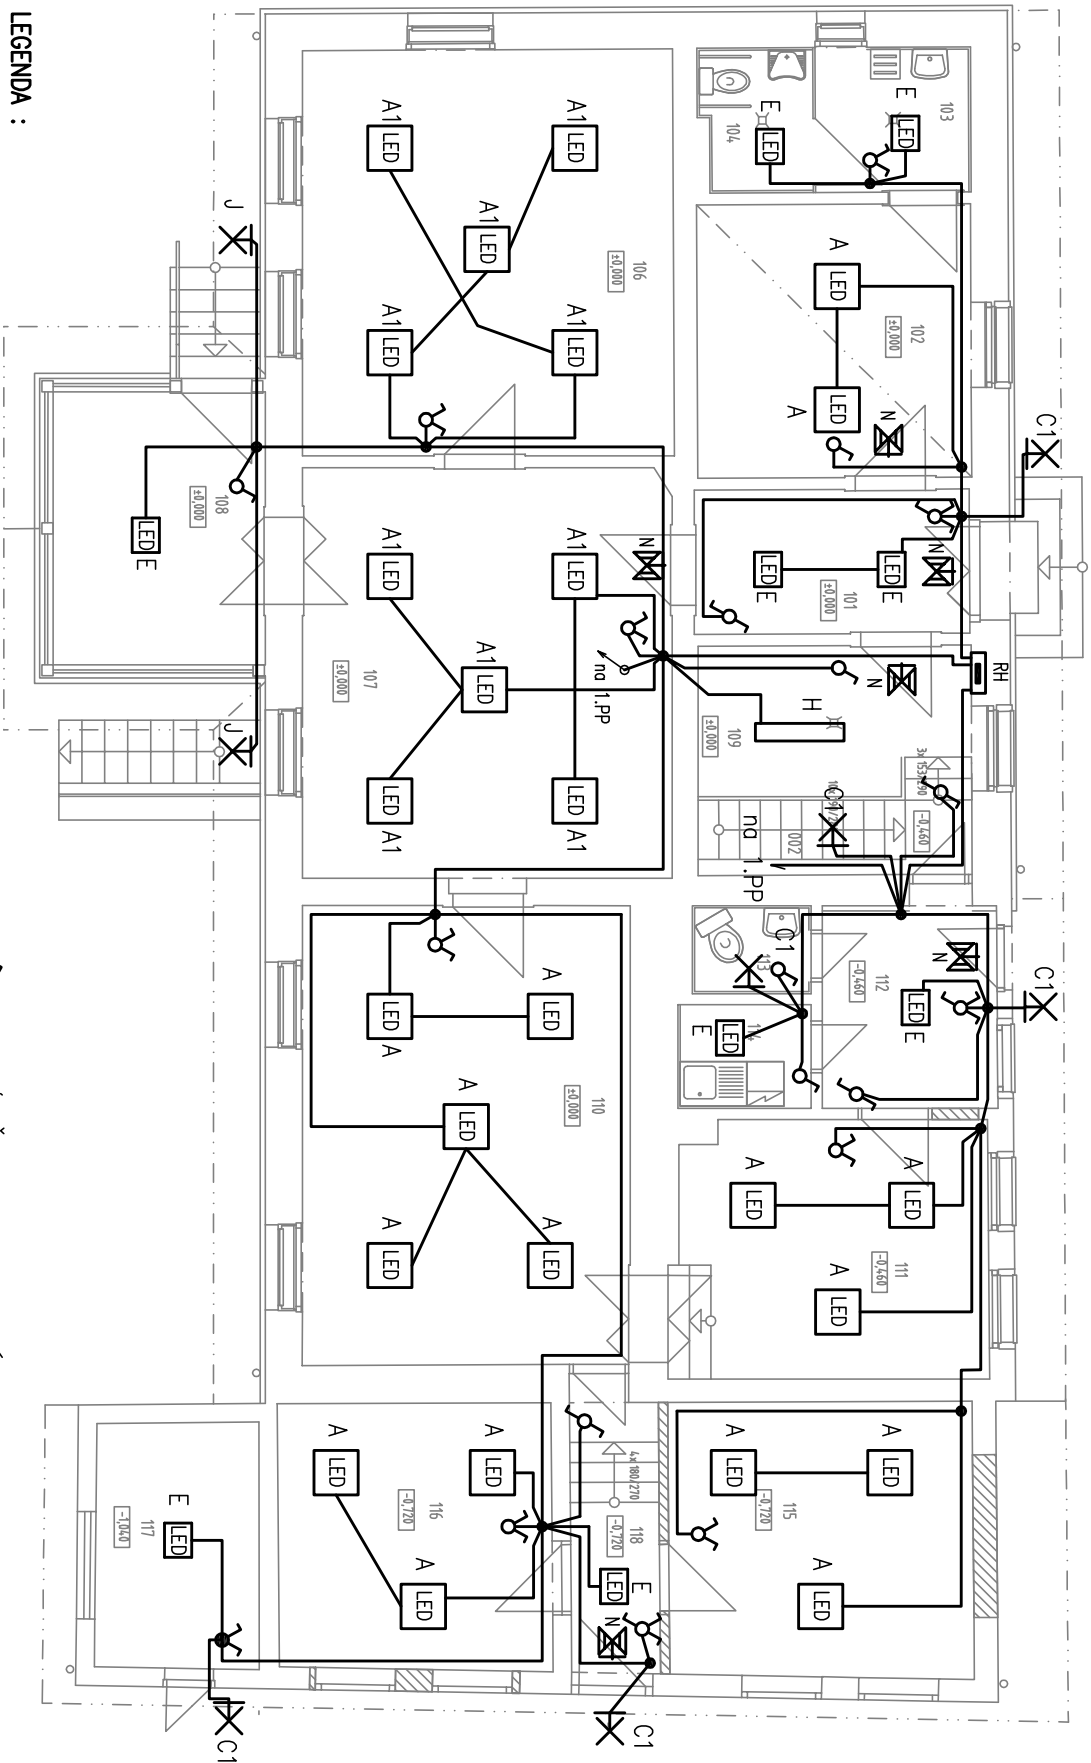 LEGENDA :
103
E
LED
E
104
LED
A
LED
102
±0,000
A
LED
N
C1
A1
LED
A1
LED
A1
LED
106
±0,000
A1
LED
A1
LED
J
LED
E
108
±0,000
J
N
LED
E
LED
E
101
±0,000
RH
N
H
109
±0,000
N
na 1.PP
A1
LED
A1
LED
A1
LED
107
±0,000
LED
A1
LED
A1
-0,460
C1
002
na 1.PP
C1
113
112
-0,460
N
LED
E
C1
E
LED
114
A
LED
LED
A
A
LED
110
±0,000
A
LED
A
LED
A
LED
A
LED
111
-0,460
A
LED
A
LED
A
LED
115
-0,720
A
LED
4x 180/270
118
-0,720
LED
E
N
C1
A
LED
A
LED
116
-0,720
A
LED
E
LED
117
-1,040
C1